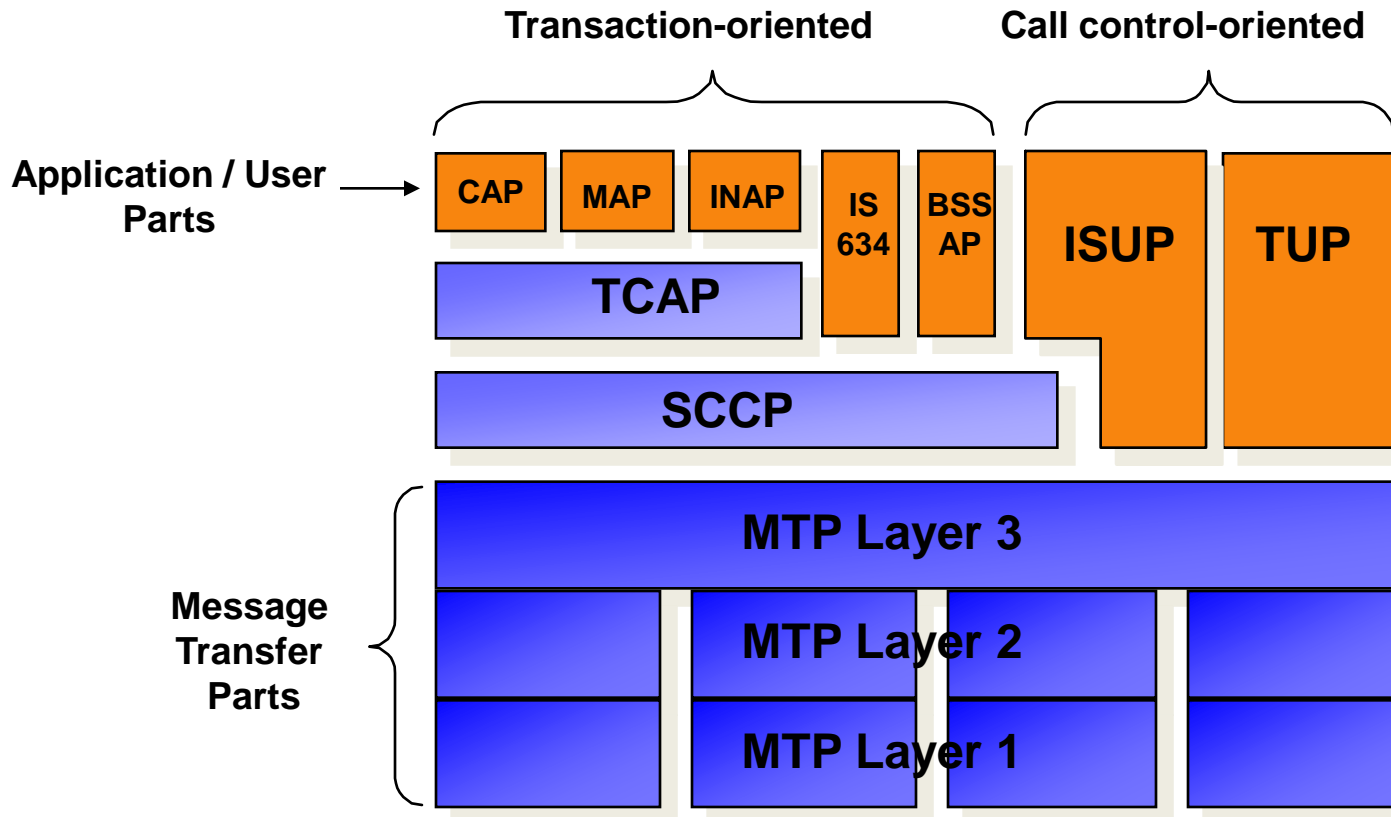 Transaction-oriented
Call control-oriented
Application / User
Parts
CAP
MAP
INAP
IS
634
BSS
AP
ISUP
TUP
TCAP
SCCP
Message
Transfer
Parts
MTP Layer 3
MTP Layer 2
MTP Layer 1